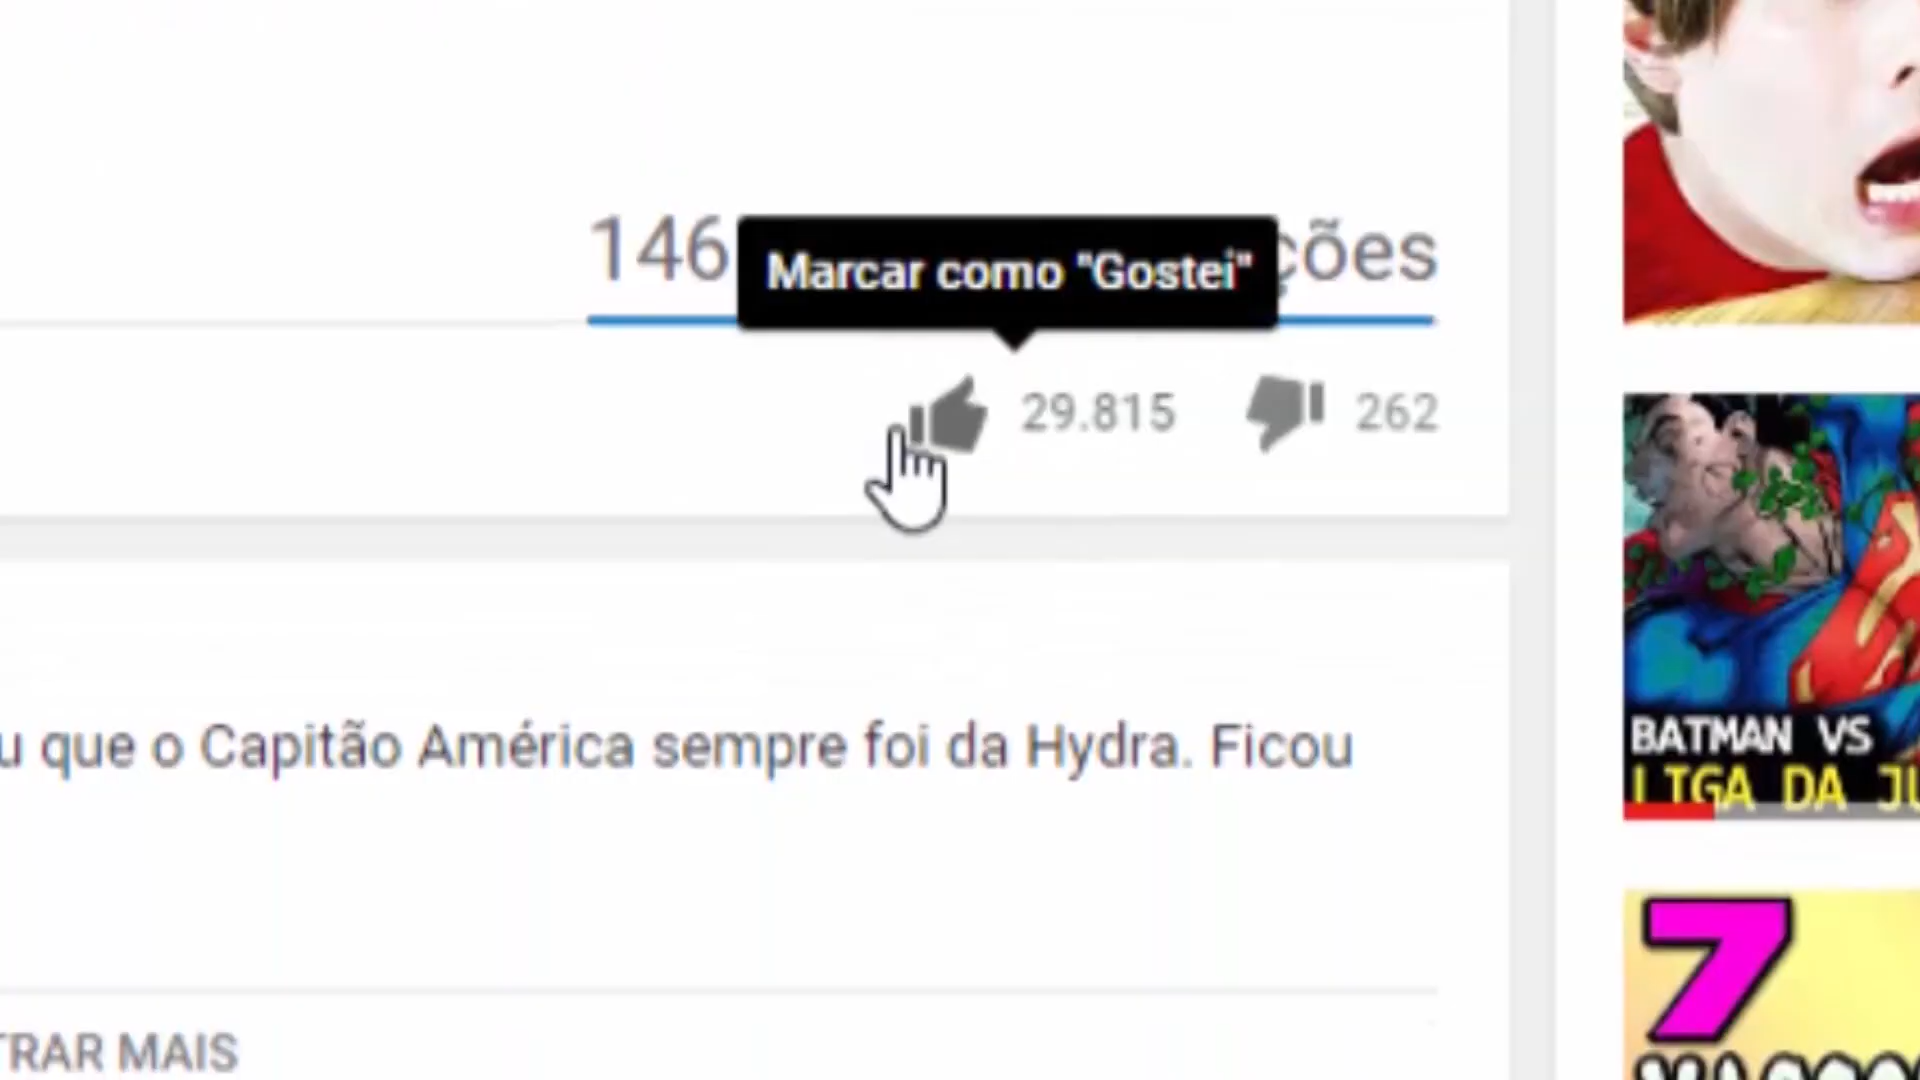 146
ções
Marcar como "Gostei"
29.815
262
u que o Capitão América sempre foi da Hydra. Ficou
TRAR MAIS
BATMAN VS
LIGA DA JU
7